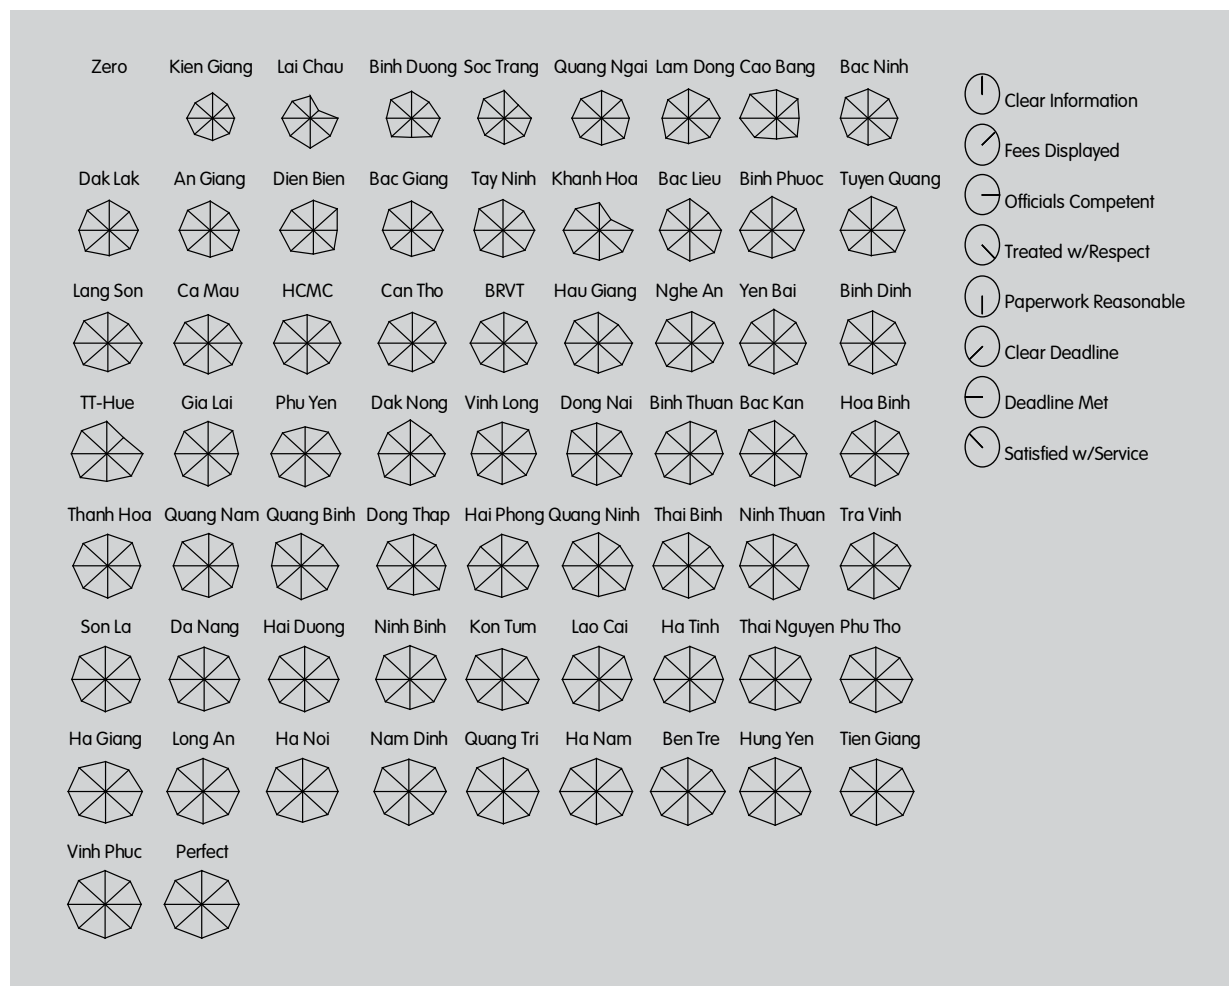 Zero Kien Giang Lai Chau Binh Duong Soc Trang Quang Ngai Lam Dong Cao Bang Bac Ninh
Dak Lak An Giang Dien Bien Bac Giang Tay Ninh Khanh Hoa Bac Lieu Binh Phuoc Tuyen Quang
Lang Son Ca Mau HCMC Can Tho BRVT Hau Giang Nghe An Yen Bai Binh Dinh
TT-Hue Gia Lai Phu Yen Dak Nong Vinh Long Dong Nai Binh Thuan Bac Kan Hoa Binh
Thanh Hoa Quang Nam Quang Binh Dong Thap Hai Phong Quang Ninh Thai Binh Ninh Thuan Tra Vinh
Son La Da Nang Hai Duong Ninh Binh Kon Tum Lao Cai Ha Tinh Thai Nguyen Phu Tho
Ha Giang Long An Ha Noi Nam Dinh Quang Tri Ha Nam Ben Tre Hung Yen Tien Giang
Vinh Phuc Perfect
Clear Information
Fees Displayed
Officials Competent
Treated w/Respect
Paperwork Reasonable
Clear Deadline
Deadline Met
Satisfied w/Service